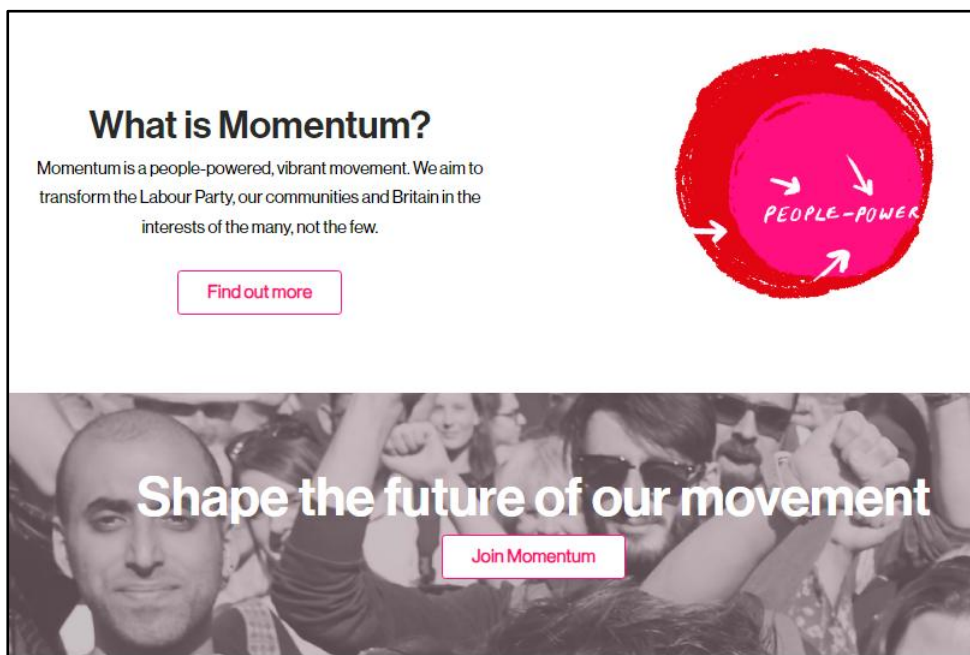 What is Momentum?
Momentum is a people-powered, vibrant movement. We aim to
transform the Labour Party, our communities and Britain in the
interests of the many, not the few.
Find out more
PEOPLE-POWER
Shape the future of our movement
Join Momentum